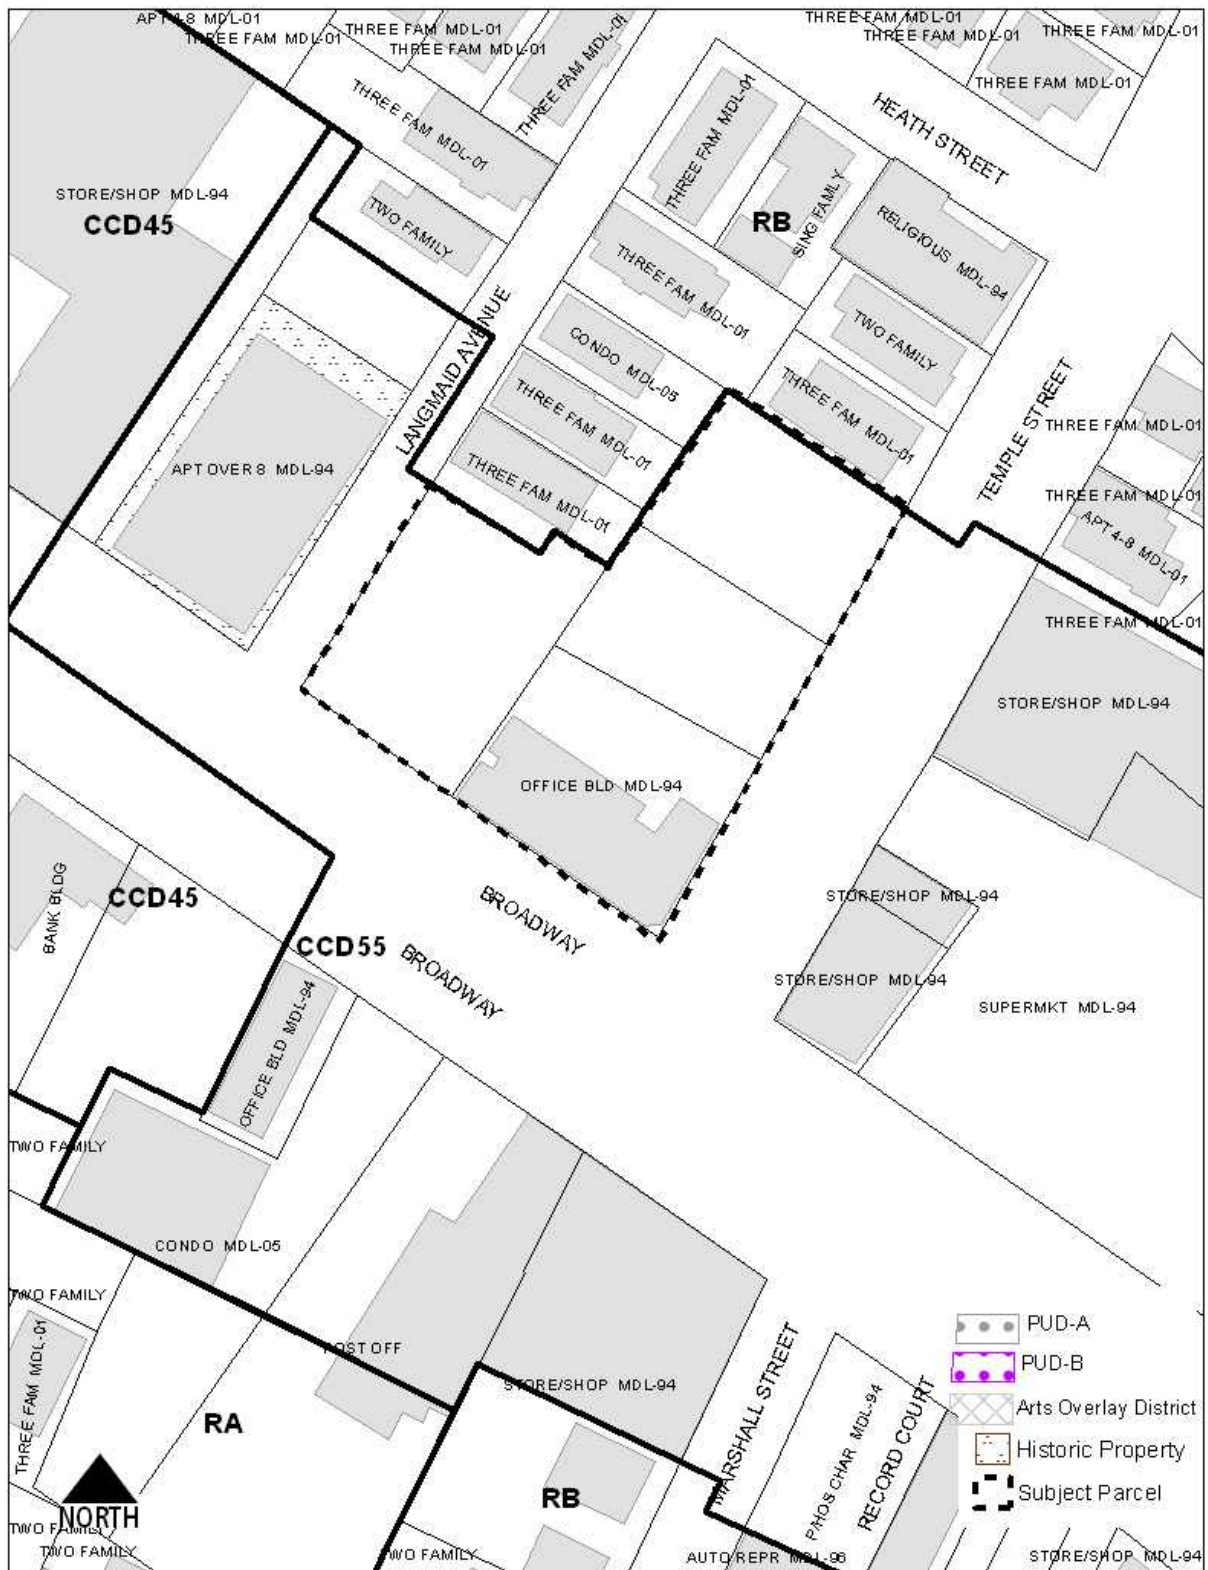 APT 4-8 MDL-01
THREE FAM MDL-01
THREE FAM MDL-01
THREE FAM MDL-01
THREE FAM MDL-01
THREE FAM MDL-01
THREE FAM MDL-01
THREE FAM MDL-01
THREE FAM MDL-01
THREE FAM MDL-01
THREE FAM MDL-01
HEATH STREET
STORE/SHOP MDL-94
CCD45
TWO FAMILY
RB
SING FAMLY
RELIGIOUS MDL-94
THREE FAM MDL-01
TWO FAMILY
LANGMAID AVENUE
CONDO MDL-05
THREE FAM MDL-01
THREE FAM MDL-01
THREE FAM MDL-01
TEMPLE STREET
THREE FAM MDL-01
APT OVER 8 MDL-94
THREE FAM MDL-01
APT 4-8 MDL-01
THREE FAM MDL-01
STORE/SHOP MDL-94
OFFICE BLD MDL-94
BANK BLDG
CCD45
BROADWAY
STORE/SHOP MDL-94
CCD55
BROADWAY
STORE/SHOP MDL-94
SUPERMKT MDL-94
OFFICE BLD MDL-94
TWO FAMILY
CONDO MDL-05
TWO FAMILY
THREE FAM MDL-01
POST OFF
STORE/SHOP MDL-94
MARSHALL STREET
P/HOS CHAR MDL-94
RECORD COURT
PUD-A
PUD-B
Arts Overlay District
Historic Property
Subject Parcel
RA
RB
NORTH
TWO FAMILY
TWO FAMILY
TWO FAMILY
AUTO REPR MDL-96
STORE/SHOP MDL-94